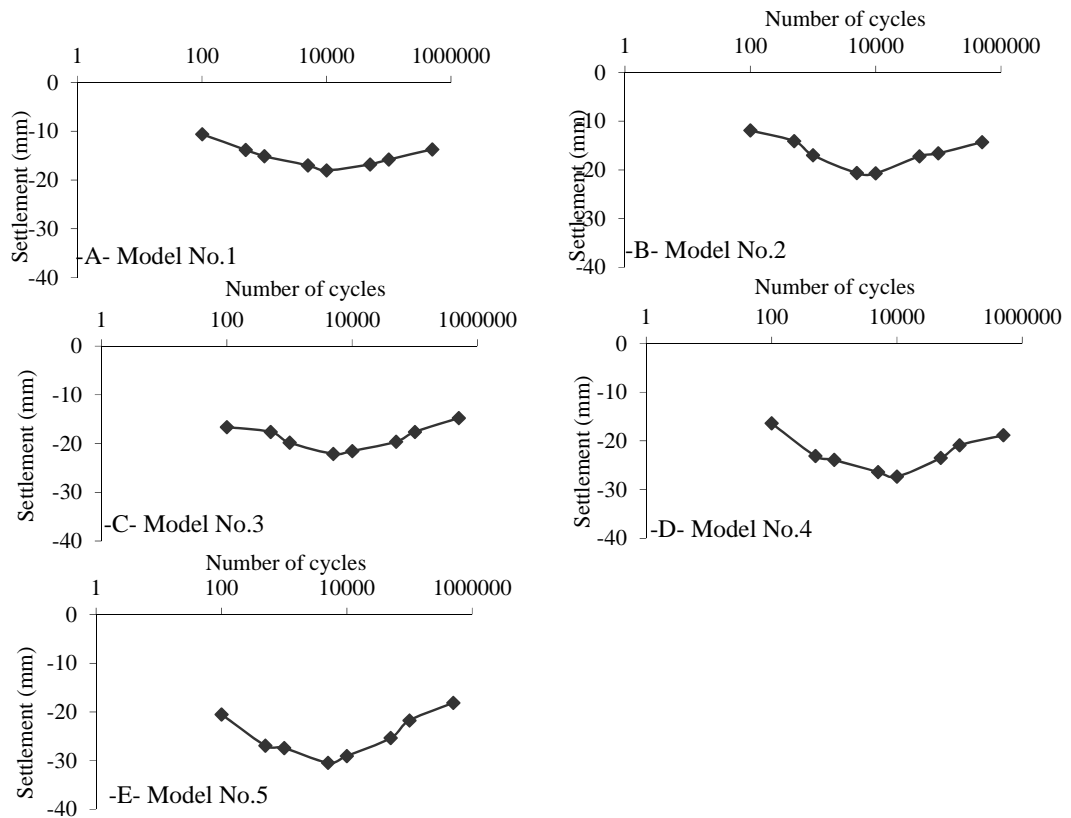 Number of cycles
1 100 10000 1000000
0
-10
-20
-30
-40
Settlement (mm)
-A- Model No.1
Number of cycles
1 100 10000 1000000
0
-10
-20
-30
-40
Settlement (mm)
-B- Model No.2
Number of cycles
1 100 10000 1000000
0
-10
-20
-30
-40
Settlement (mm)
-C- Model No.3
Number of cycles
1 100 10000 1000000
0
-10
-20
-30
-40
Settlement (mm)
-D- Model No.4
Number of cycles
1 100 10000 1000000
0
-10
-20
-30
-40
Settlement (mm)
-E- Model No.5